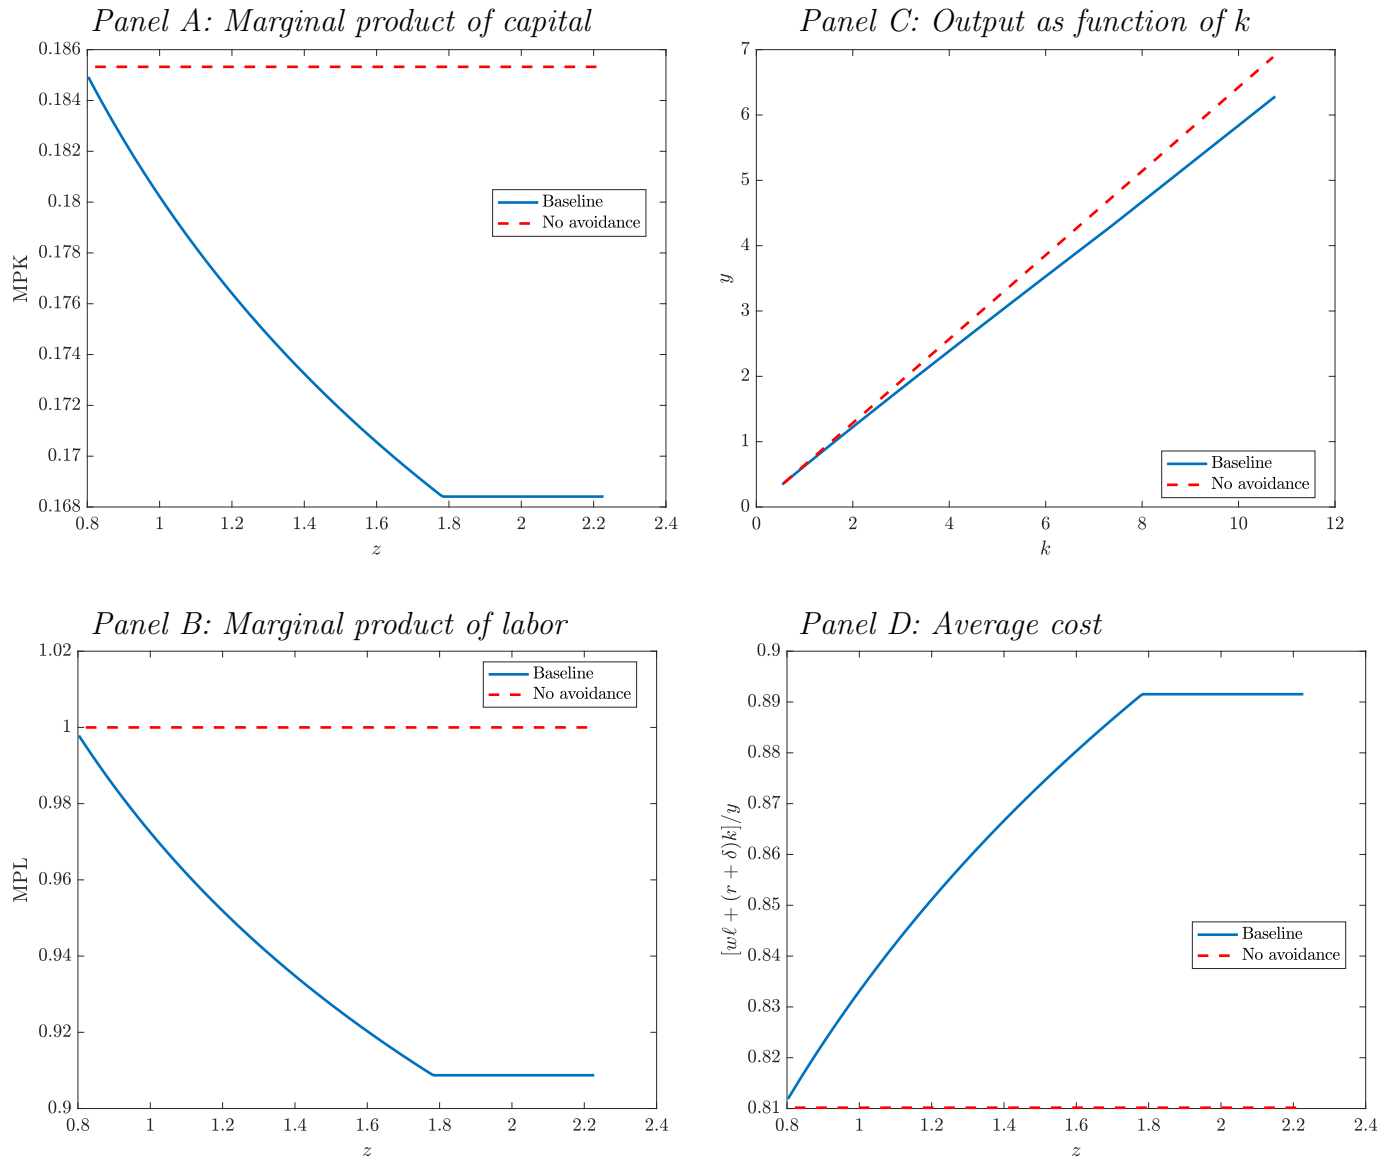 Panel A: Marginal product of capital
0.186
0.184
0.182
0.18
0.178
0.176
0.174
0.172
0.17
0.168
MPK
Baseline
No avoidance
0.8 1 1.2 1.4 1.6 1.8 2 2.2 2.4
z
Panel C: Output as function of k
7
6
5
4
3
2
1
0
y
Baseline
No avoidance
0 2 4 6 8 10 12
k
Panel B: Marginal product of labor
1.02
1
0.98
0.96
0.94
0.92
0.9
MPL
Baseline
No avoidance
0.8 1 1.2 1.4 1.6 1.8 2 2.2 2.4
z
Panel D: Average cost
0.9
0.89
0.88
0.87
0.86
0.85
0.84
0.83
0.82
0.81
[wℓ + (r + δ)k]/y
Baseline
No avoidance
0.8 1 1.2 1.4 1.6 1.8 2 2.2 2.4
z